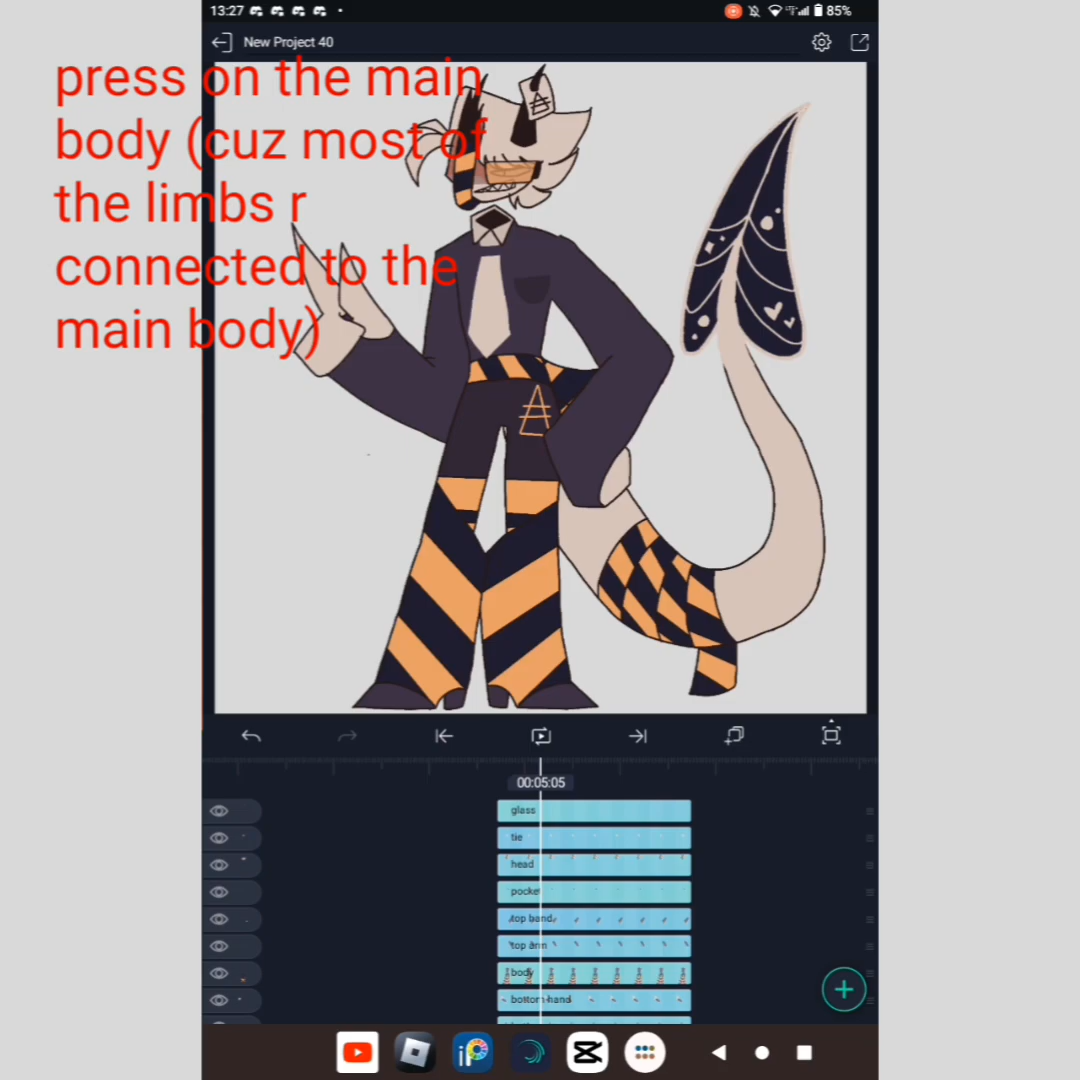 13:27
85%
New Project 40
press on the main
body (cuz most of
the limbs r
connected to the
main body)
00:05:05
glass
tie
head
pocket
top hand
top arm
body
bottom hand